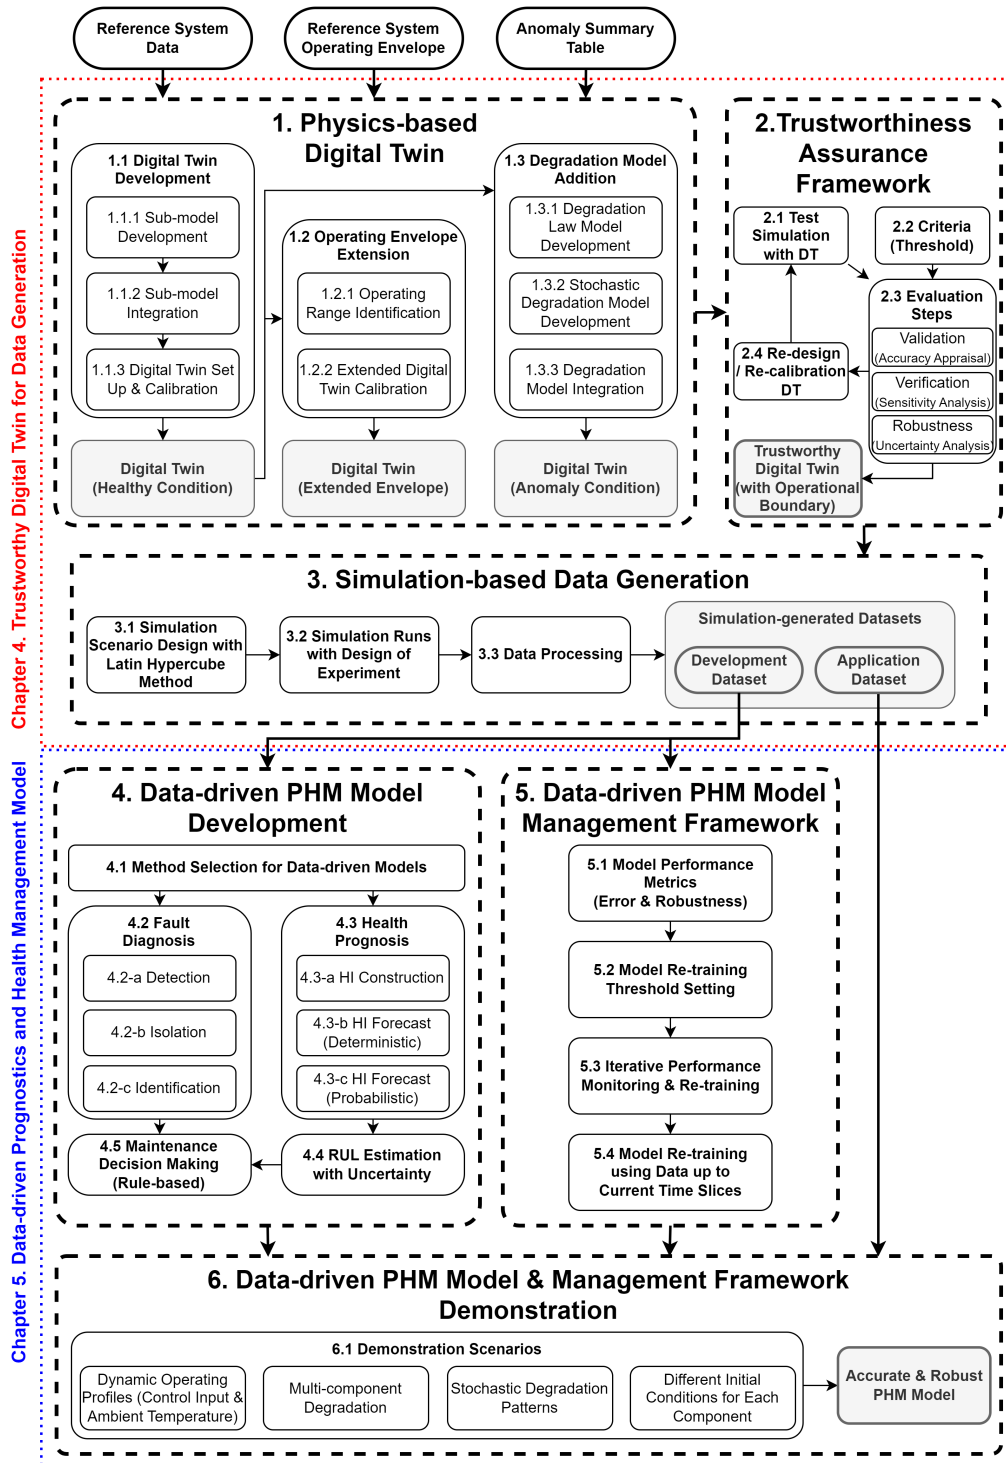 Reference System
Data
Reference System
Operating Envelope
Anomaly Summary
Table
Chapter 4. Trustworthy Digital Twin for Data Generation
1. Physics-based
Digital Twin
1.1 Digital Twin
Development
1.1.1 Sub-model
Development
1.1.2 Sub-model
Integration
1.1.3 Digital Twin Set
Up & Calibration
Digital Twin
(Healthy Condition)
1.2 Operating Envelope
Extension
1.2.1 Operating
Range Identification
1.2.2 Extended Digital
Twin Calibration
Digital Twin
(Extended Envelope)
1.3 Degradation Model
Addition
1.3.1 Degradation
Law Model
Development
1.3.2 Stochastic
Degradation Model
Development
1.3.3 Degradation
Model Integration
Digital Twin
(Anomaly Condition)
2.Trustworthiness
Assurance
Framework
2.1 Test
Simulation
with DT
2.2 Criteria
(Threshold)
2.3 Evaluation
Steps
Validation
(Accuracy Appraisal)
Verification
(Sensitivity Analysis)
Robustness
(Uncertainty Analysis)
2.4 Re-design
/ Re-calibration
DT
Trustworthy
Digital Twin
(with Operational
Boundary)
3. Simulation-based Data Generation
3.1 Simulation
Scenario Design with
Latin Hypercube
Method
3.2 Simulation Runs
with Design of
Experiment
3.3 Data Processing
Simulation-generated Datasets
Development
Dataset
Application
Dataset
Chapter 5. Data-driven Prognostics and Health Management Model
4. Data-driven PHM Model
Development
4.1 Method Selection for Data-driven Models
4.2 Fault
Diagnosis
4.2-a Detection
4.2-b Isolation
4.2-c Identification
4.3 Health
Prognosis
4.3-a HI Construction
4.3-b HI Forecast
(Deterministic)
4.3-c HI Forecast
(Probabilistic)
4.5 Maintenance
Decision Making
(Rule-based)
4.4 RUL Estimation
with Uncertainty
5. Data-driven PHM Model
Management Framework
5.1 Model Performance
Metrics
(Error & Robustness)
5.2 Model Re-training
Threshold Setting
5.3 Iterative Performance
Monitoring & Re-training
5.4 Model Re-training
using Data up to
Current Time Slices
6. Data-driven PHM Model & Management Framework
Demonstration
6.1 Demonstration Scenarios
Dynamic Operating
Profiles (Control Input &
Ambient Temperature)
Multi-component
Degradation
Stochastic Degradation
Patterns
Different Initial
Conditions for Each
Component
Accurate & Robust
PHM Model